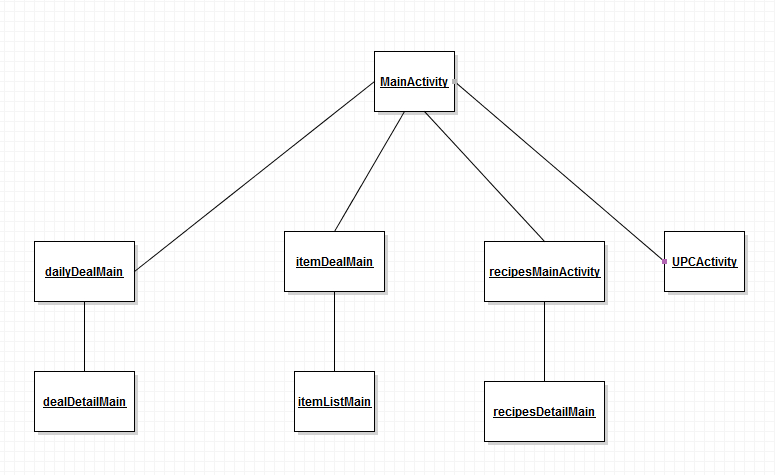 MainActivity
dailyDealMain
itemDealMain
recipesMainActivity
UPCActivity
dealDetailMain
itemListMain
recipesDetailMain